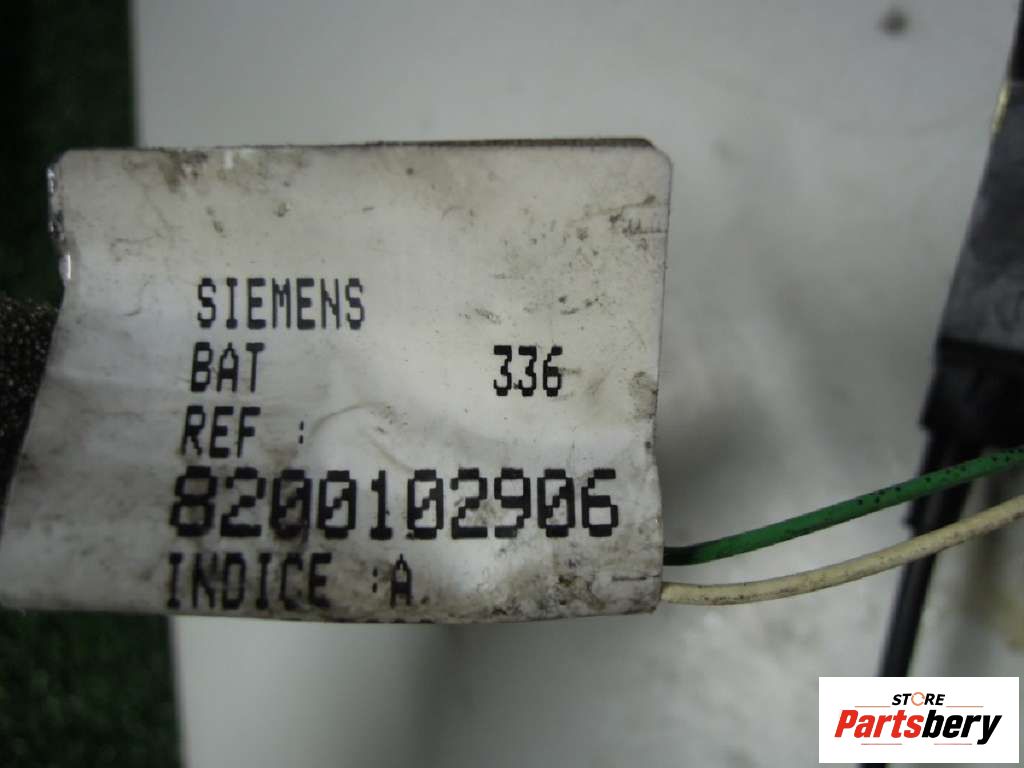 SIEMENS
BAT 336
REF :
8200102906
INDICE :A
STORE
Partsbery